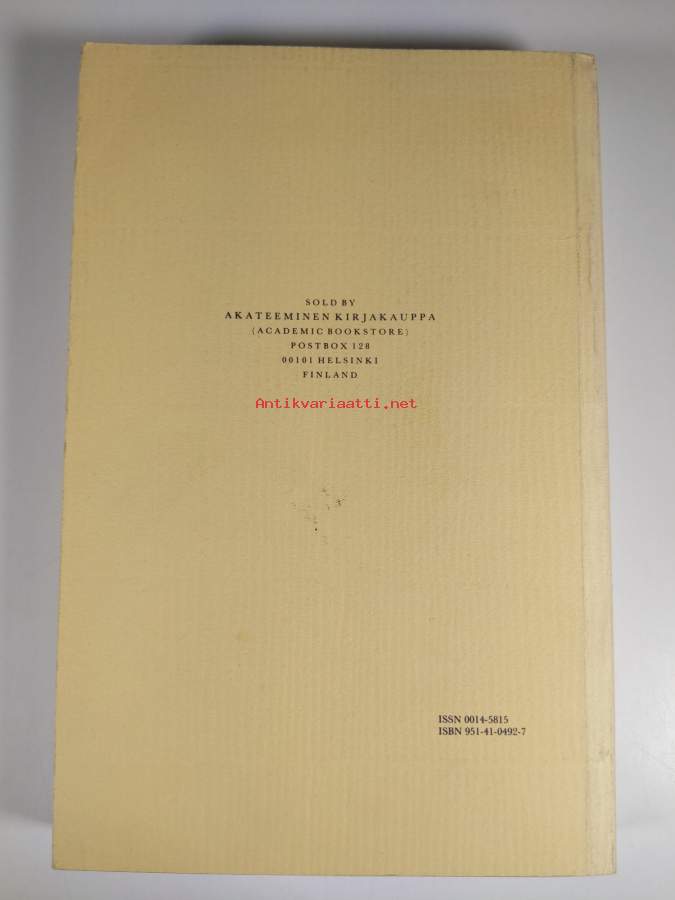 SOLD BY
AKATEEMINEN KIRJAKAUPPA
(ACADEMIC BOOKSTORE)
POSTBOX 128
00101 HELSINKI
FINLAND
Antikvariaatti.net
ISSN 0014-5815
ISBN 951-41-0492-7